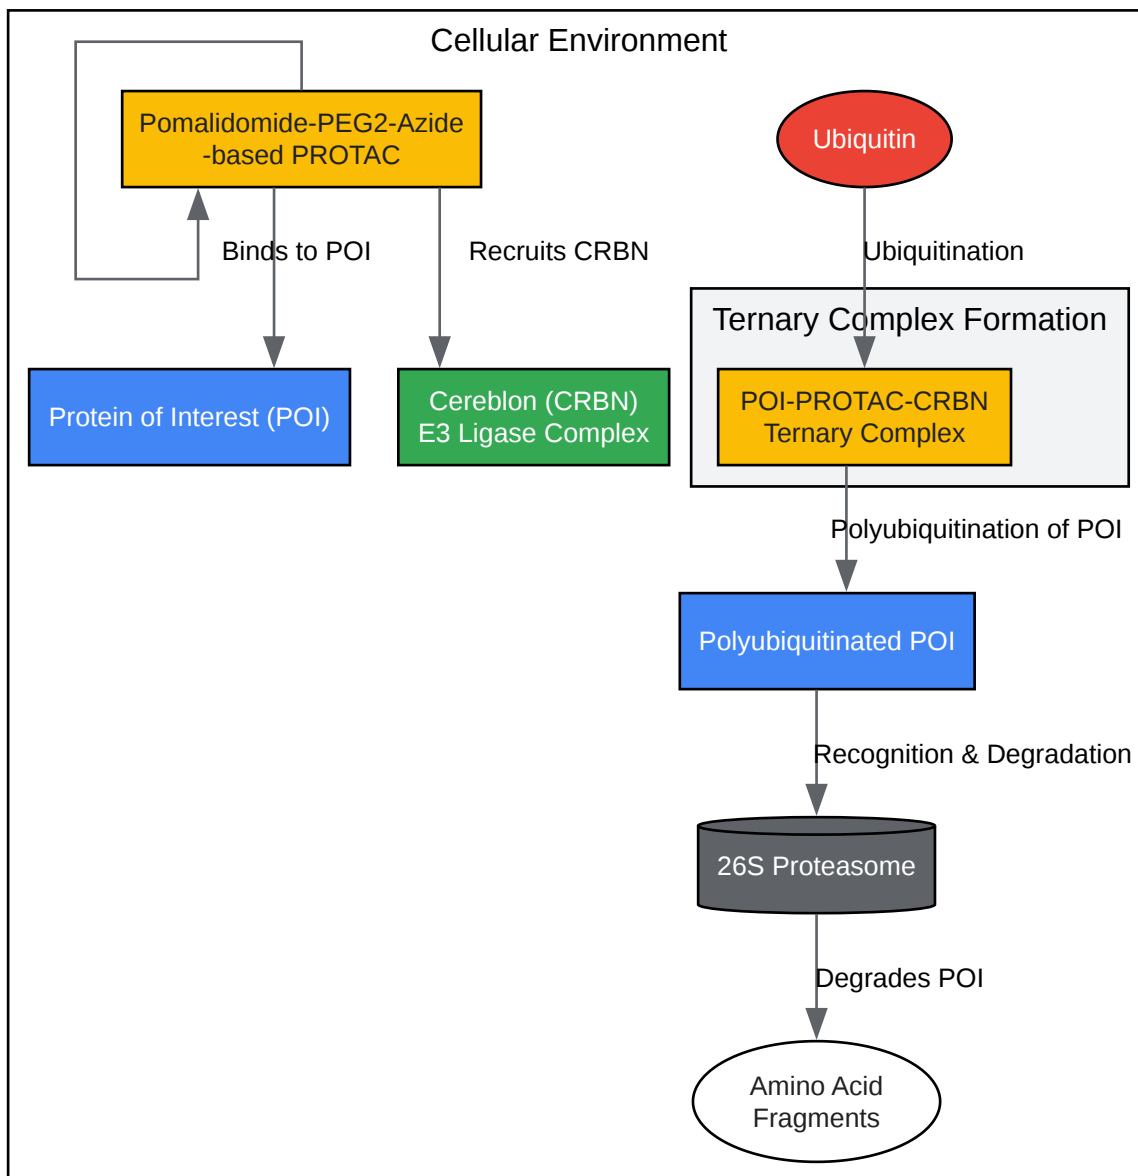 Cellular Environment
Pomalidomide-PEG2-Azide
-based PROTAC
Ubiquitin
Binds to POI
Recruits CRBN
Ubiquitination
Ternary Complex Formation
Protein of Interest (POI)
Cereblon (CRBN)
E3 Ligase Complex
POI-PROTAC-CRBN
Ternary Complex
Polyubiquitination of POI
Polyubiquitinated POI
Recognition & Degradation
26S Proteasome
Degrades POI
Amino Acid
Fragments